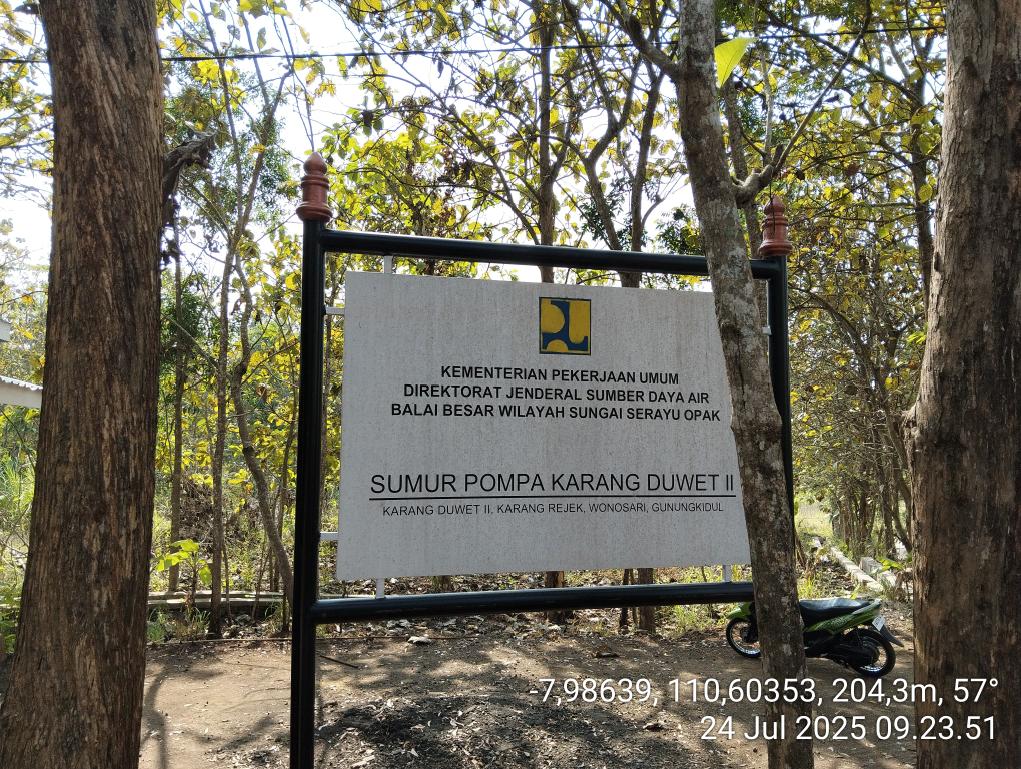 KEMENTERIAN PEKERJAAN UMUM
DIREKTORAT JENDERAL SUMBER DAYA AIR
BALAI BESAR WILAYAH SUNGAI SERAYU OPAK
SUMUR POMPA KARANG DUWET II
KARANG DUWET II, KARANG REJEK, WONOSARI, GUNUNGKIDUL
-7,98639, 110,60353, 204,3m, 57°
24 Jul 2025 09.23.51